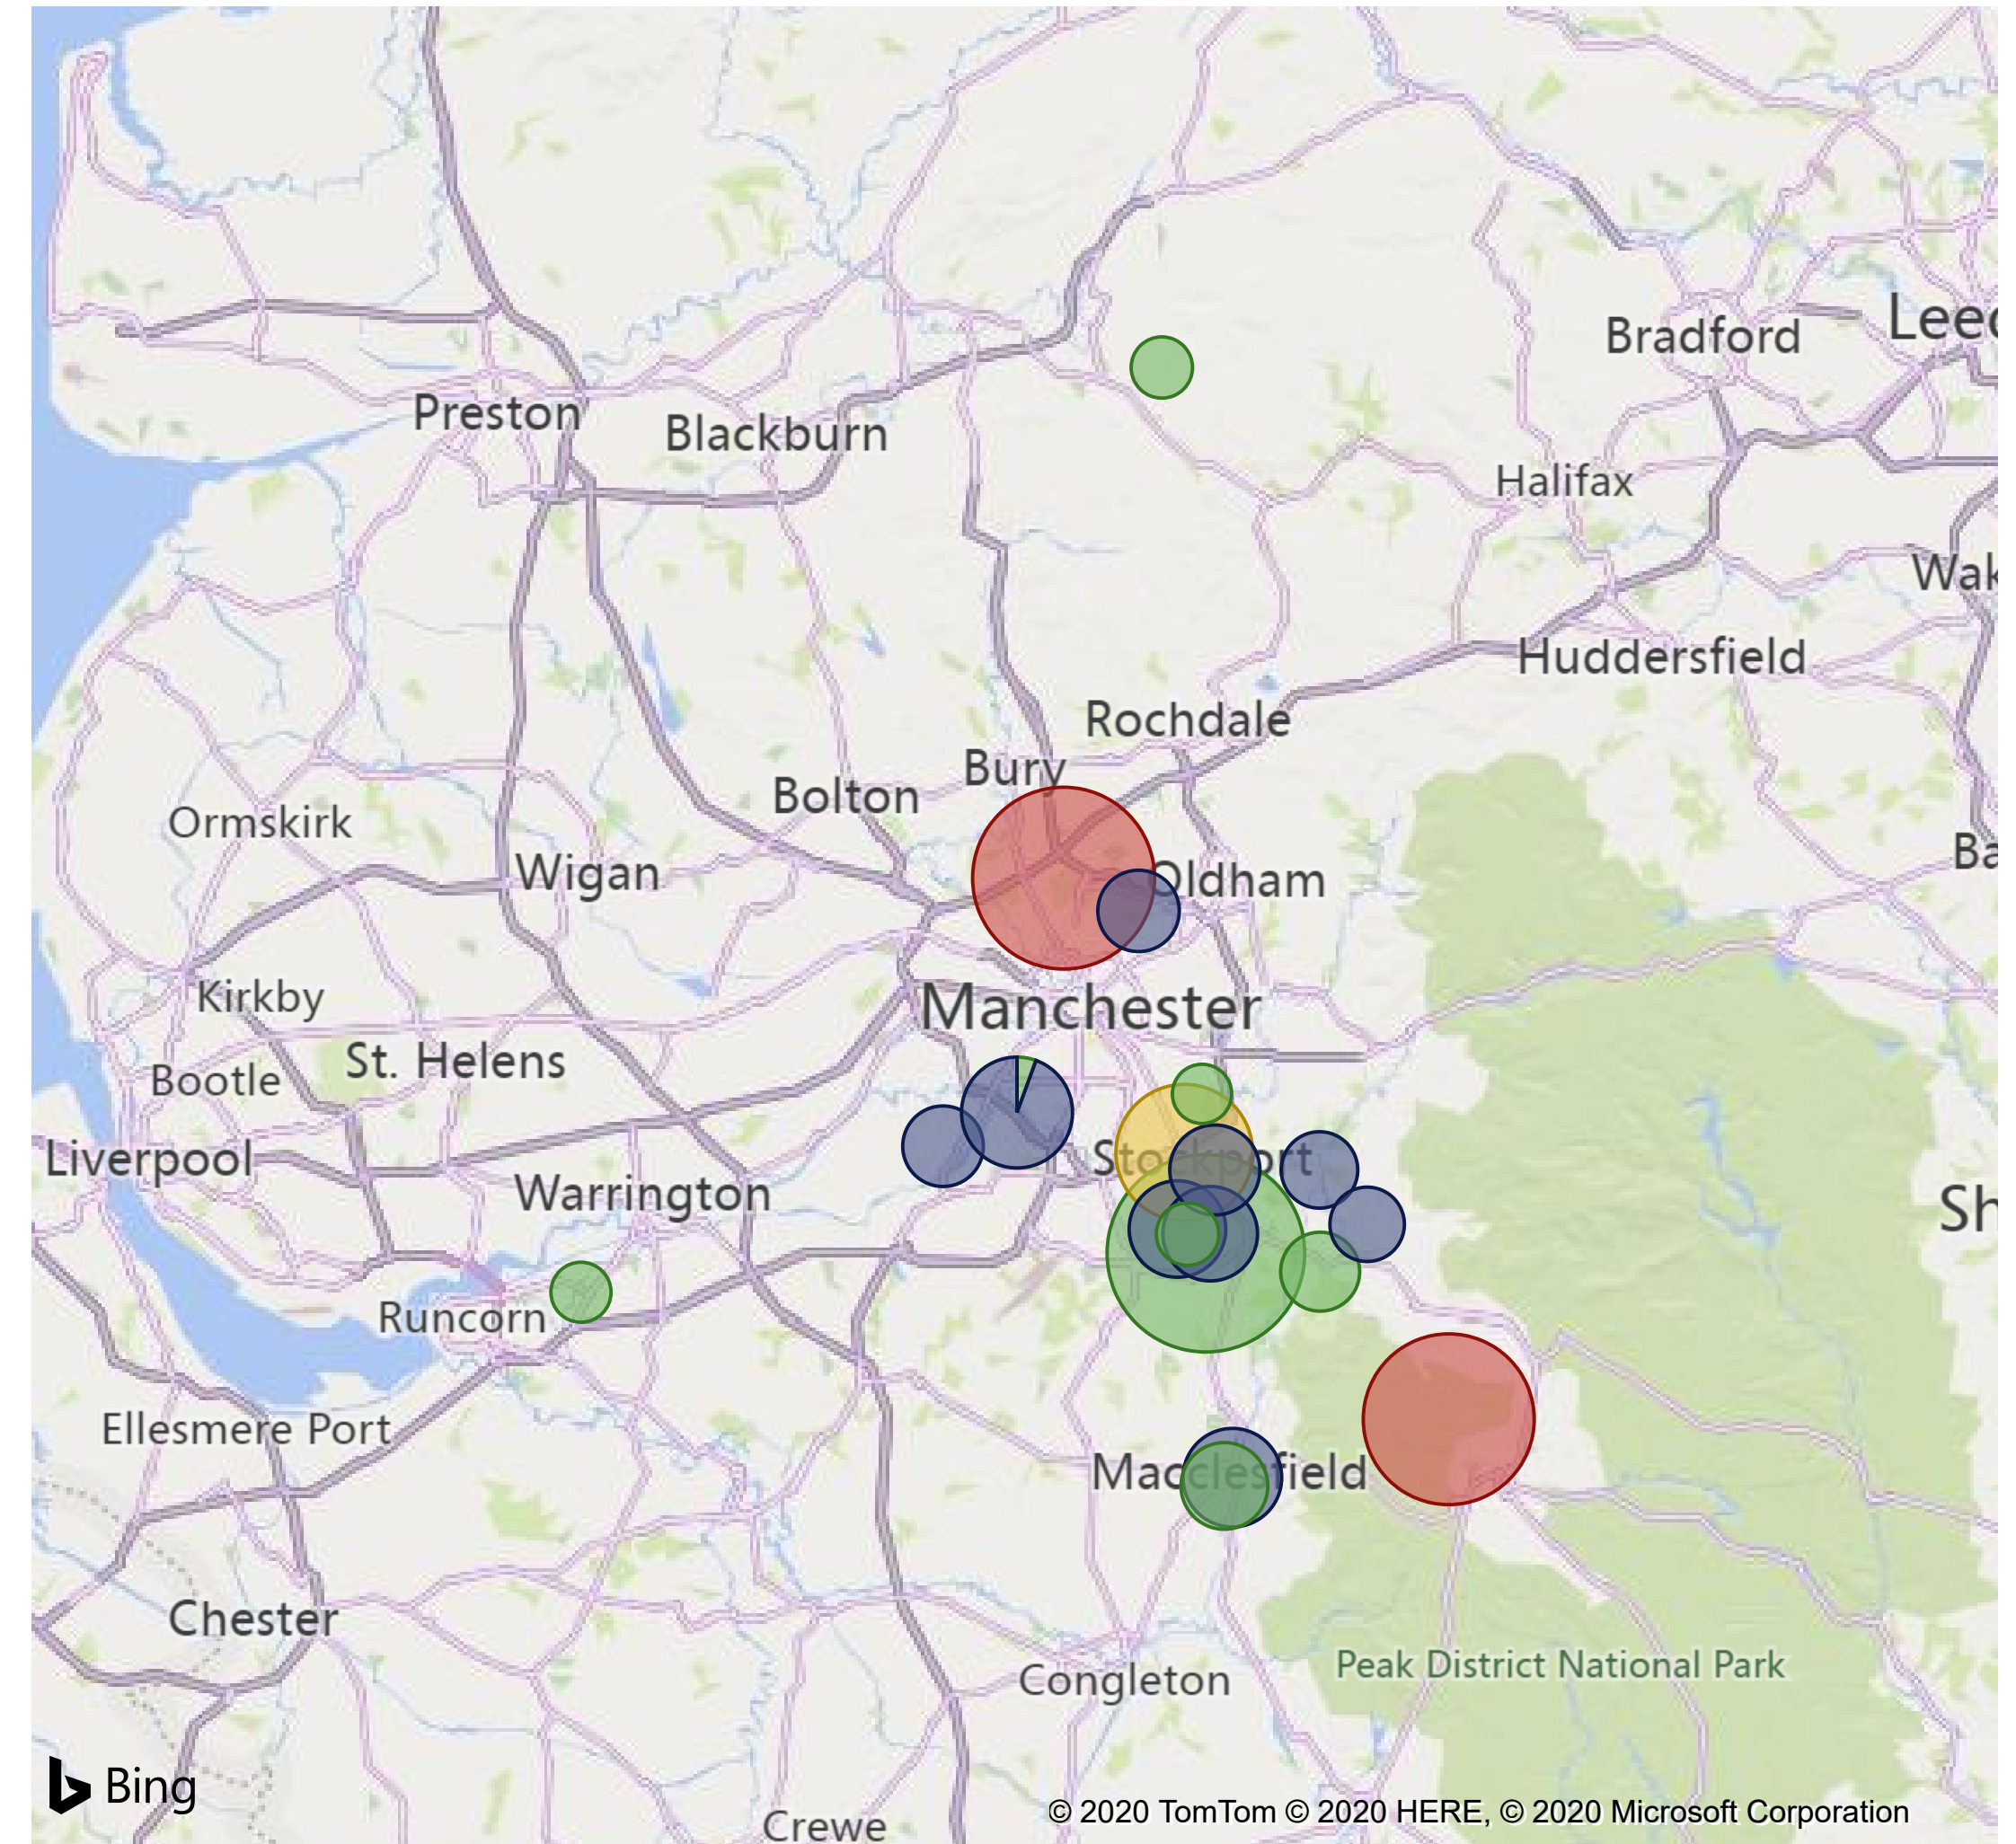 Bradford
Leed
Preston
Blackburn
Halifax
Wak
Huddersfield
Rochdale
Bury
Bolton
Ormskirk
Wigan
Oldham
Ba
Kirkby
Manchester
St. Helens
Bootle
Liverpool
Stockport
Warrington
Sh
Runcorn
Ellesmere Port
Macclesfield
Chester
Peak District National Park
Congleton
Bing
© 2020 TomTom © 2020 HERE, © 2020 Microsoft Corporation
Crewe